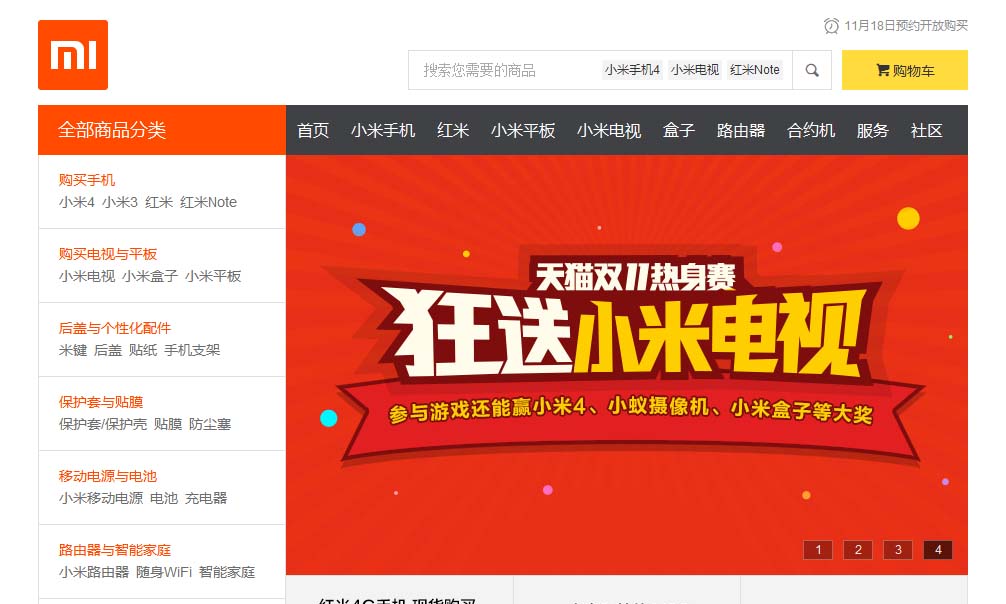 mi
11月18日预约开放购买
搜索您需要的商品 小米手机4 小米电视 红米Note
购物车
全部商品分类
首页 小米手机 红米 小米平板 小米电视 盒子 路由器 合约机 服务 社区
购买手机
小米4 小米3 红米 红米Note
购买电视与平板
小米电视 小米盒子 小米平板
后盖与个性化配件
米键 后盖 贴纸 手机支架
保护套与贴膜
保护套/保护壳 贴膜 防尘塞
移动电源与电池
小米移动电源 电池 充电器
路由器与智能家庭
小米路由器 随身WiFi 智能家庭
天猫双11热身赛
狂送小米电视
参与游戏还能赢小米4、小蚁摄像机、小米盒子等大奖
1 2 3 4
红米4G手机 现货购买